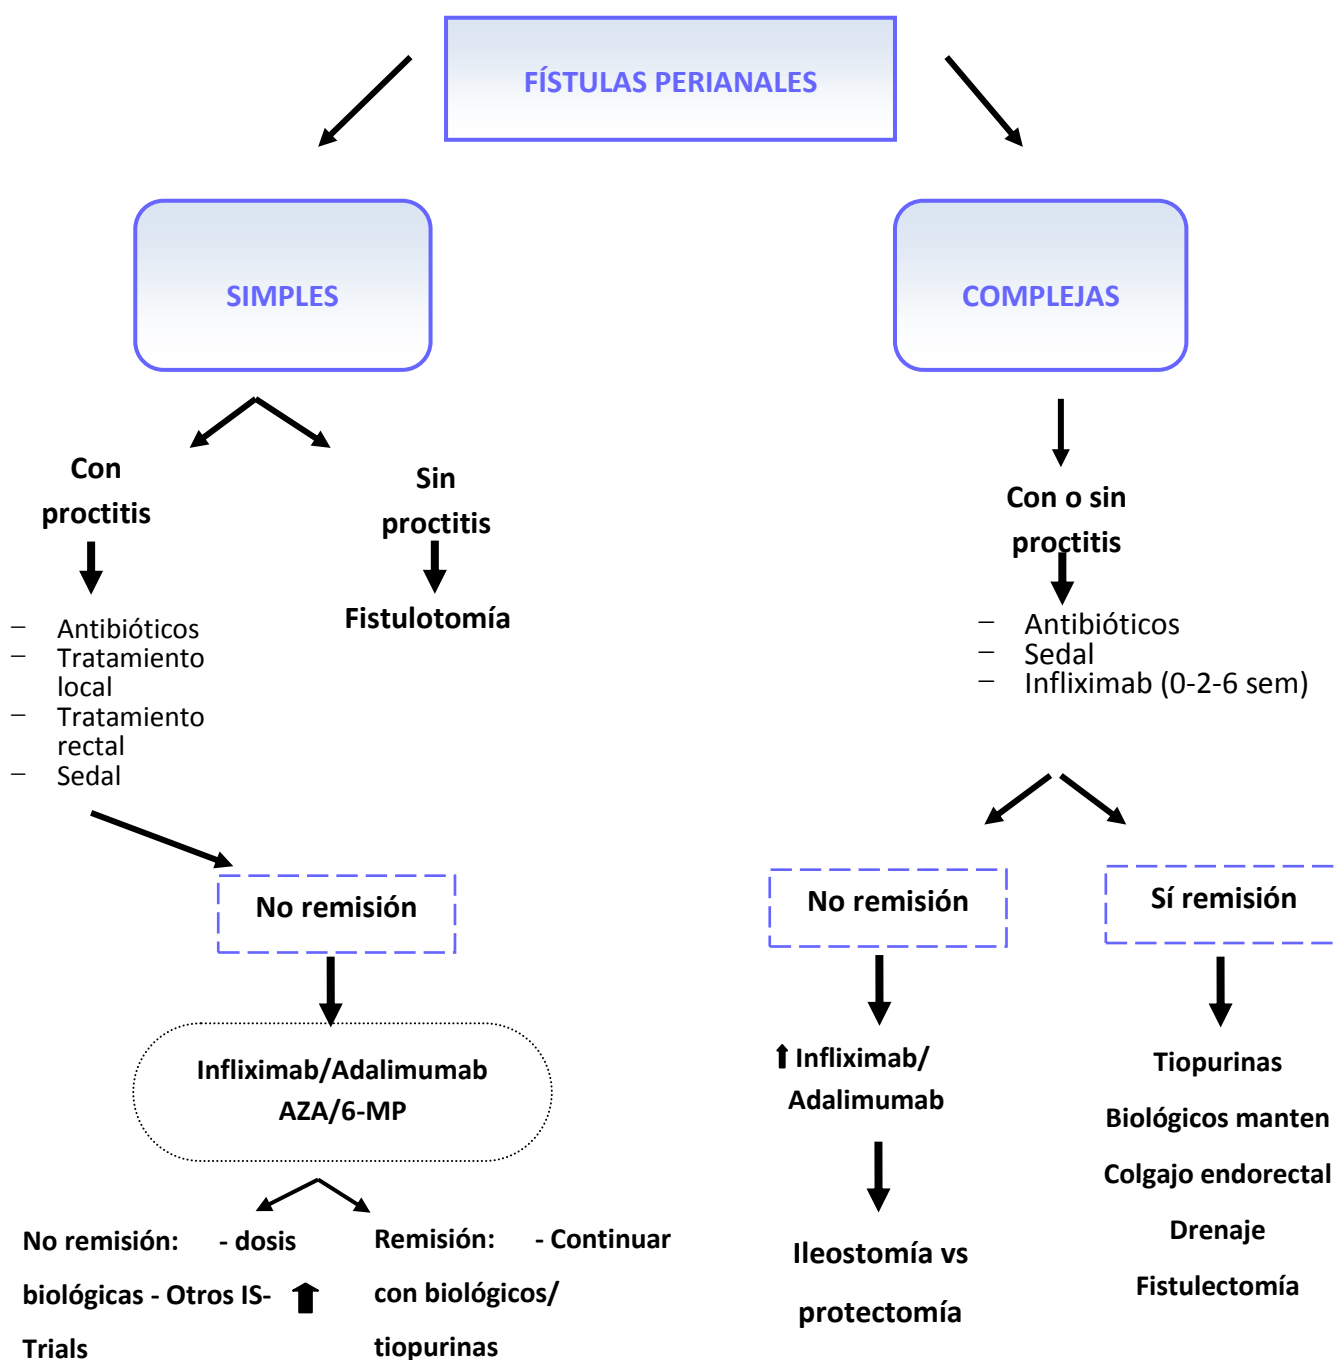 FÍSTULAS PERIANALES
SIMPLES
COMPLEJAS
Con
proctitis
Sin
proctitis
Con o sin
proctitis
Fistulotomía
– Antibióticos
– Tratamiento
local
– Tratamiento
rectal
– Sedal
– Antibióticos
– Sedal
– Infliximab (0-2-6 sem)
No remisión
No remisión
Sí remisión
Infliximab/Adalimumab
AZA/6-MP
⬆ Infliximab/
Adalimumab
Tiopurinas
Biológicos manten
Colgajo endorectal
Drenaje
Fistulectomía
No remisión: - dosis
biológicas - Otros IS- ⬆
Trials
Remisión: - Continuar
con biológicos/
tiopurinas
Ileostomía vs
protectomía